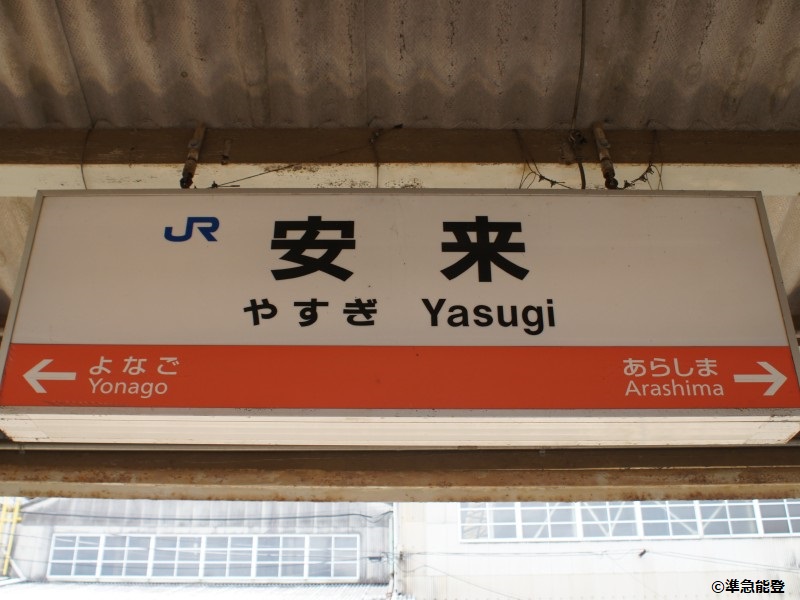 JR 安来
やすぎ Yasugi
← よなご
Yonago
あらしま →
Arashima
©準急能登